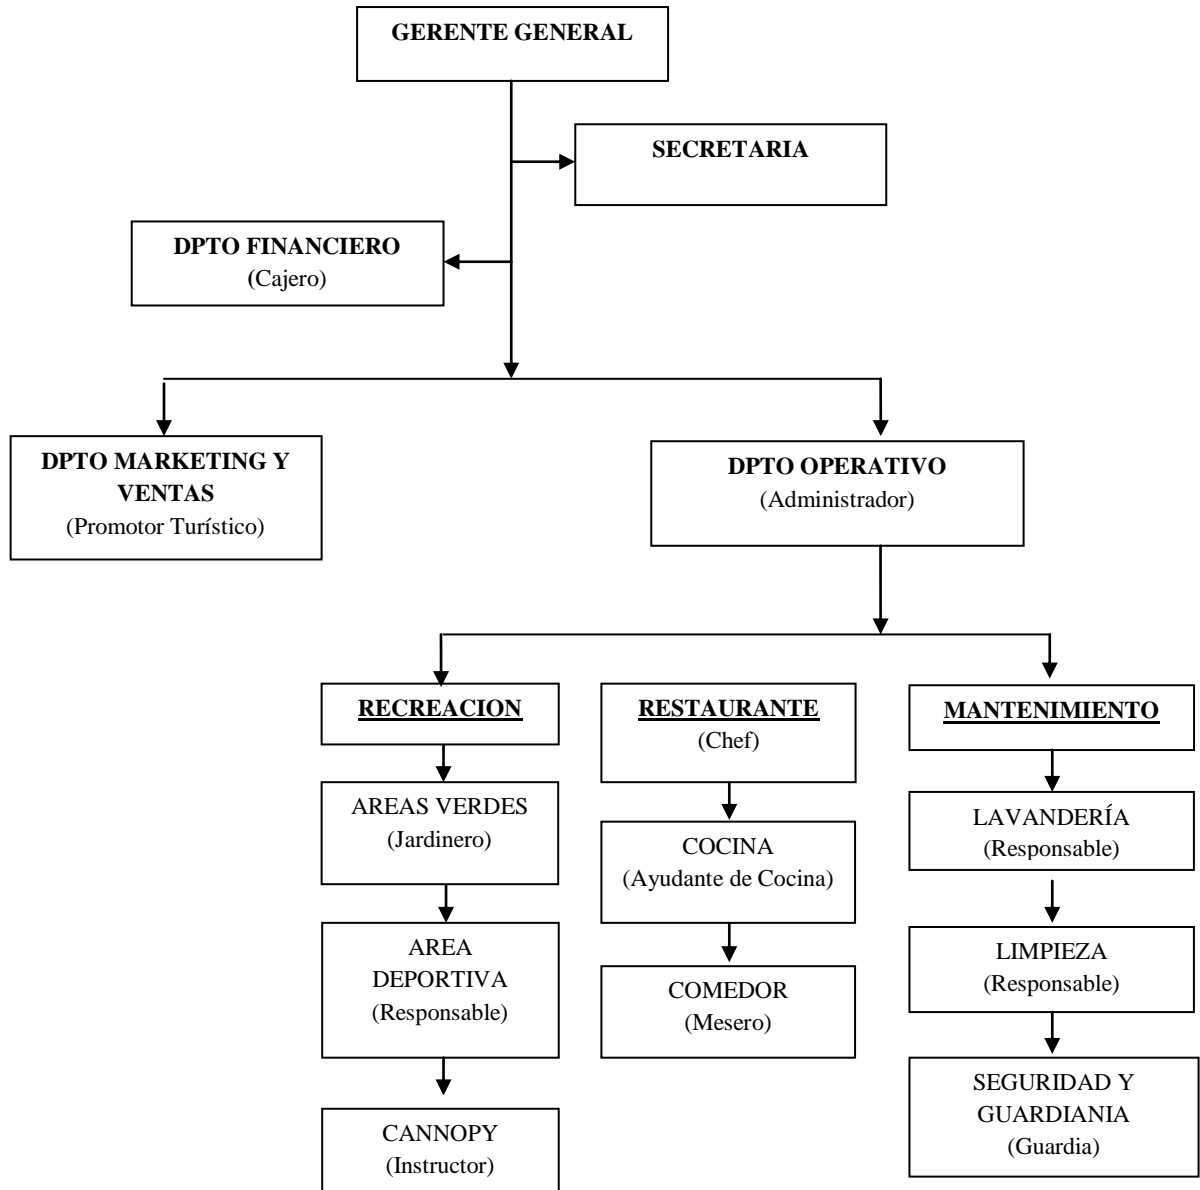 GERENTE GENERAL
SECRETARIA
DPTO FINANCIERO
(Cajero)
DPTO MARKETING Y
VENTAS
(Promotor Turístico)
DPTO OPERATIVO
(Administrador)
RECREACION
RESTAURANTE
(Chef)
MANTENIMIENTO
AREAS VERDES
(Jardinero)
COCINA
(Ayudante de Cocina)
LAVANDERÍA
(Responsable)
AREA
DEPORTIVA
(Responsable)
COMEDOR
(Mesero)
LIMPIEZA
(Responsable)
CANNOPY
(Instructor)
SEGURIDAD Y
GUARDIANIA
(Guardia)